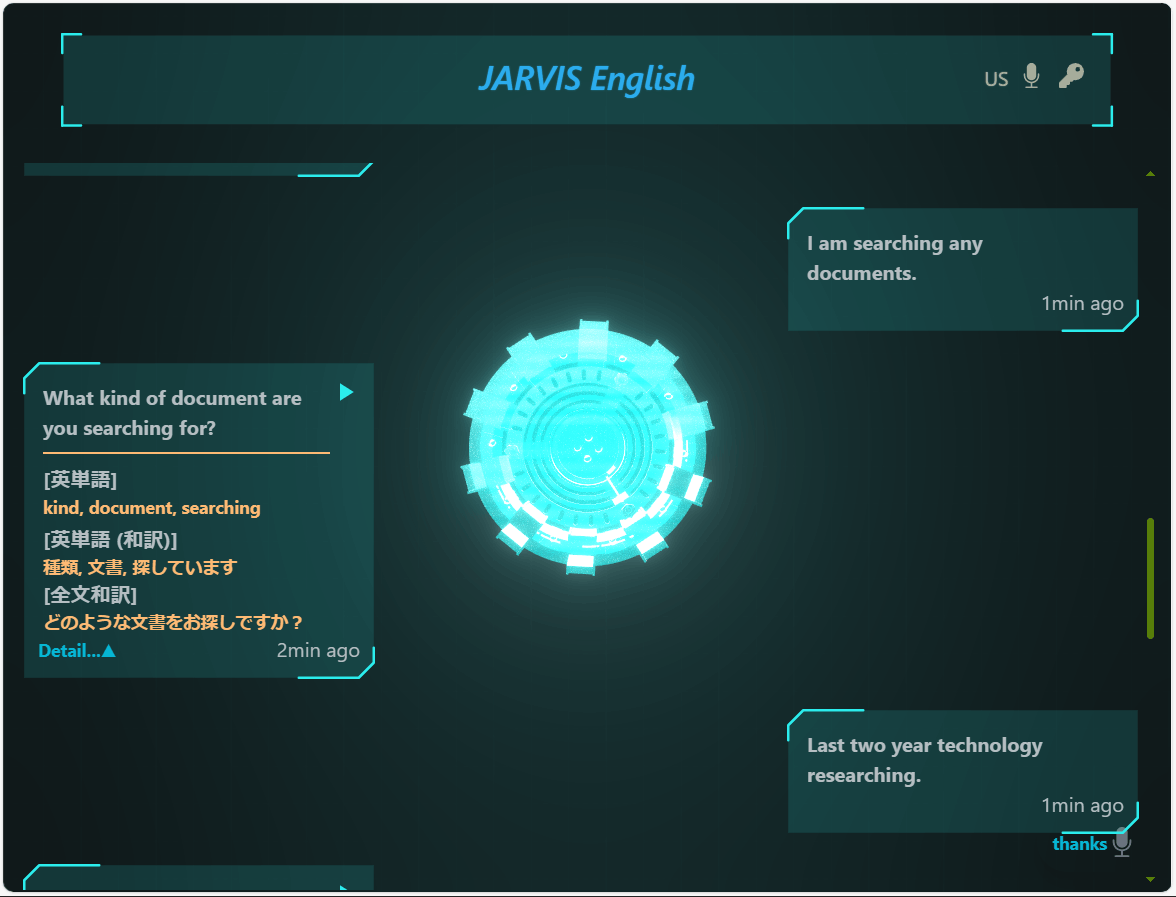 JARVIS English
US
I am searching any
documents.
1min ago
What kind of document are
you searching for?
[英単語]
kind, document, searching
[英単語 (和訳)]
種類, 文書, 探しています
[全文和訳]
どのような文書をお探しですか？
Detail...▲
2min ago
Last two year technology
researching.
1min ago
thanks